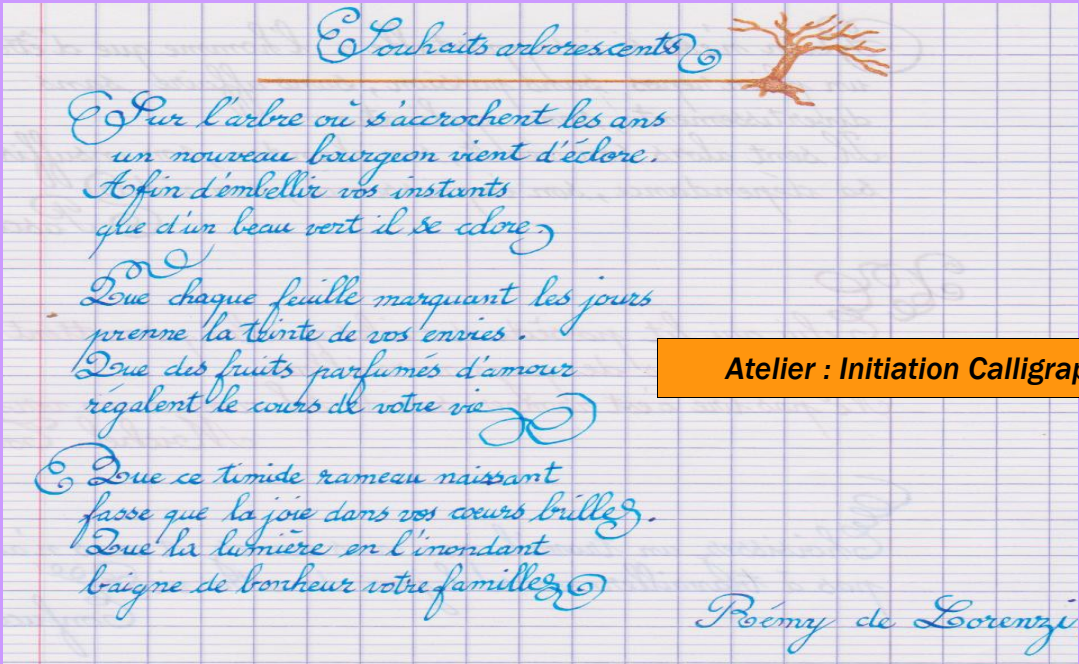 Souhaits arborescents
Sur l'arbre où s'accrochent les ans
un nouveau bourgeon vient d'éclore.
Afin d'embellir vos instants
que d'un beau vert il se colore.
Que chaque feuille marquant les jours
prenne la teinte de vos envies.
Que des fruits parfumés d'amour
régalent le cours de votre vie
Atelier : Initiation Calligrap
Que ce timide rameau naissant
fasse que la joie dans vos coeurs brille.
Que la lumière en l'inondant
baigne de bonheur votre famille
Rémy de Lorenzi